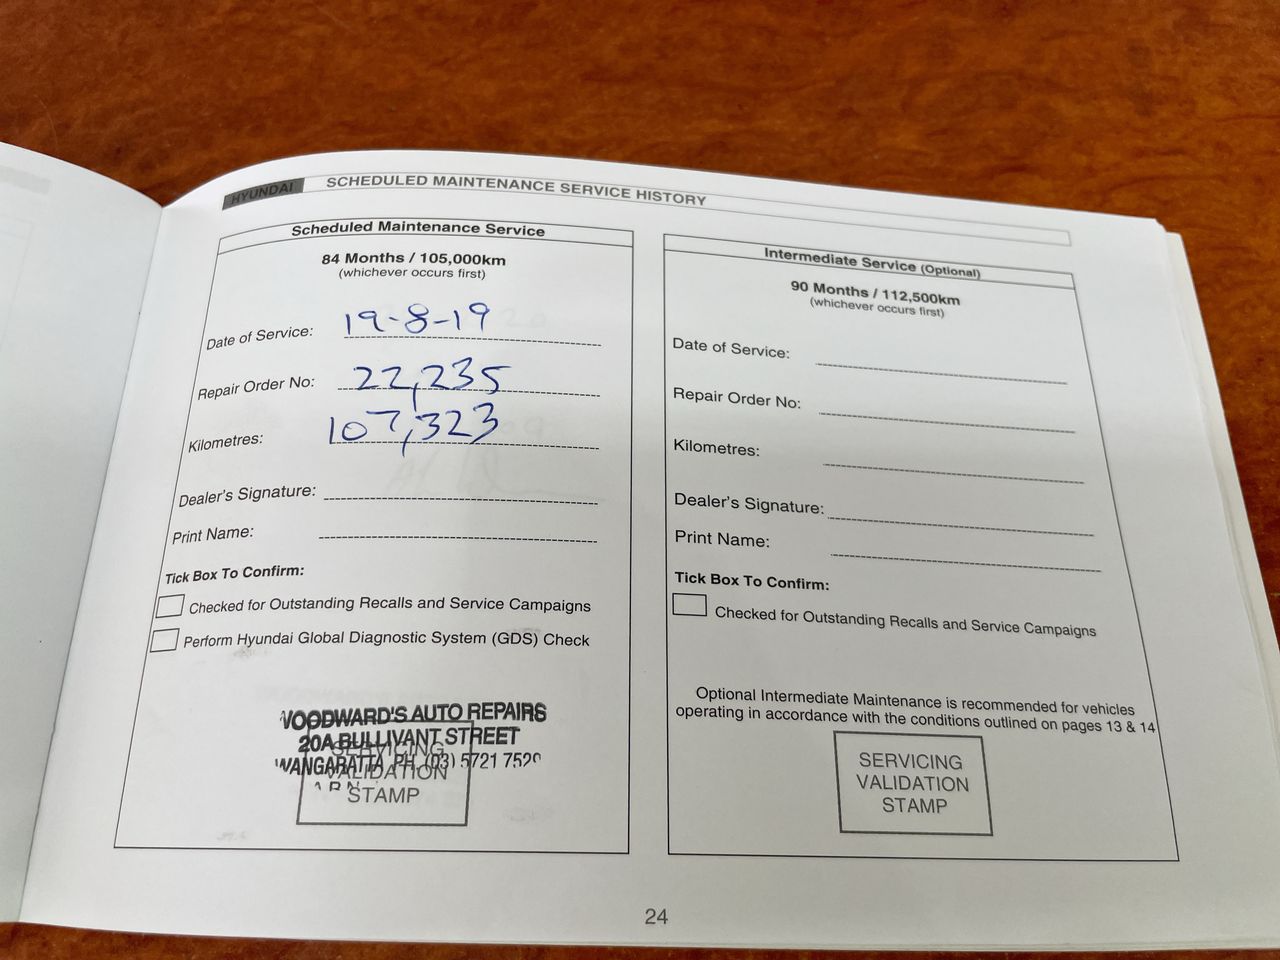 HYUNDAI SCHEDULED MAINTENANCE SERVICE HISTORY
Scheduled Maintenance Service
84 Months / 105,000km
(whichever occurs first)
Date of Service: 19-8-19
Repair Order No: 22,235
Kilometres: 107,323
Dealer's Signature:
Print Name:
Tick Box To Confirm:
Checked for Outstanding Recalls and Service Campaigns
Perform Hyundai Global Diagnostic System (GDS) Check
WOODWARD'S AUTO REPAIRS
20A BULLIVANT STREET
WANGARATTA PH (03) 5721 
SERVICING
VALIDATION
STAMP
Intermediate Service (Optional)
90 Months / 112,500km
(whichever occurs first)
Date of Service:
Repair Order No:
Kilometres:
Dealer's Signature:
Print Name:
Tick Box To Confirm:
Checked for Outstanding Recalls and Service Campaigns
Optional Intermediate Maintenance is recommended for vehicles
operating in accordance with the conditions outlined on pages 13 & 14
SERVICING
VALIDATION
STAMP
24